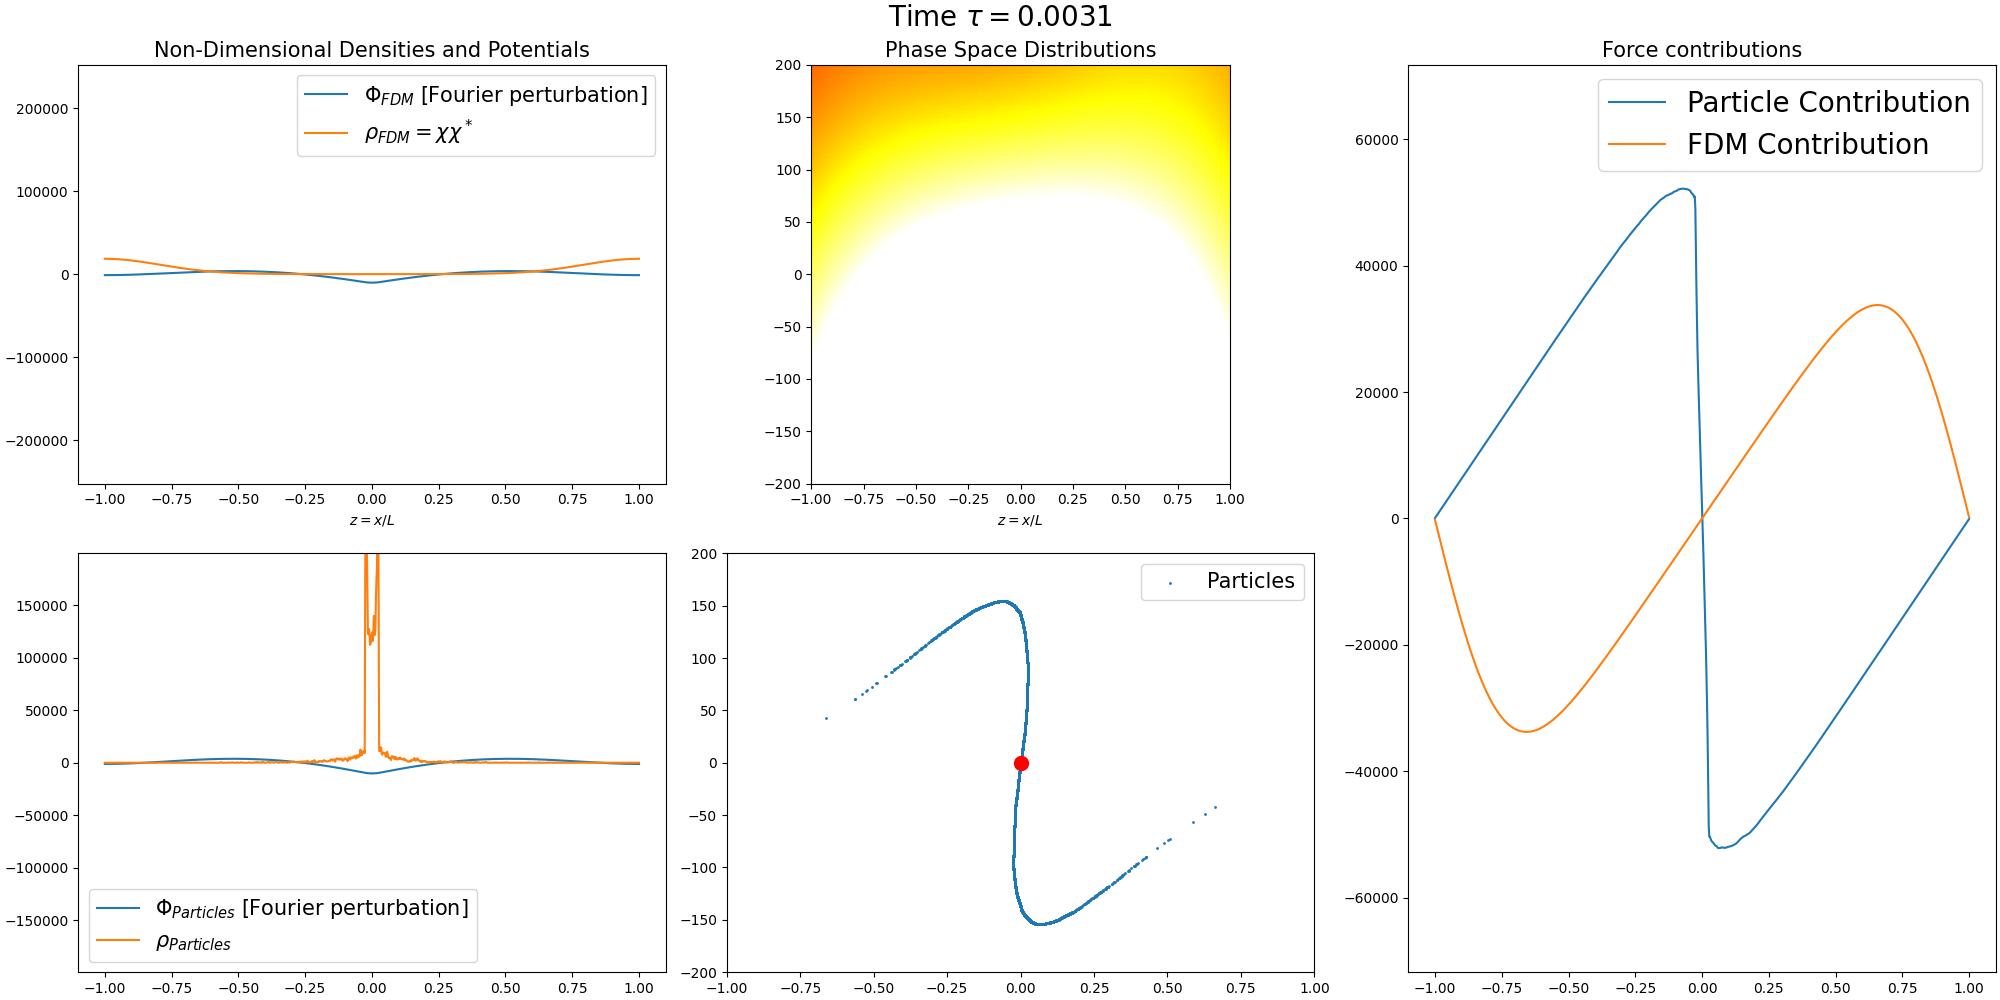 Time τ = 0.0031
Non-Dimensional Densities and Potentials
Φ_FDM [Fourier perturbation]
ρ_FDM = χχ*
200000
100000
0
−100000
−200000
−1.00 −0.75 −0.50 −0.25 0.00 0.25 0.50 0.75 1.00
z = x/L
Phase Space Distributions
200
150
100
50
0
−50
−100
−150
−200
−1.00 −0.75 −0.50 −0.25 0.00 0.25 0.50 0.75 1.00
z = x/L
Force contributions
Particle Contribution
FDM Contribution
60000
40000
20000
0
−20000
−40000
−60000
−1.00 −0.75 −0.50 −0.25 0.00 0.25 0.50 0.75 1.00
150000
100000
50000
0
−50000
−100000
−150000
Φ_Particles [Fourier perturbation]
ρ_Particles
−1.00 −0.75 −0.50 −0.25 0.00 0.25 0.50 0.75 1.00
Particles
200
150
100
50
0
−50
−100
−150
−200
−1.00 −0.75 −0.50 −0.25 0.00 0.25 0.50 0.75 1.00